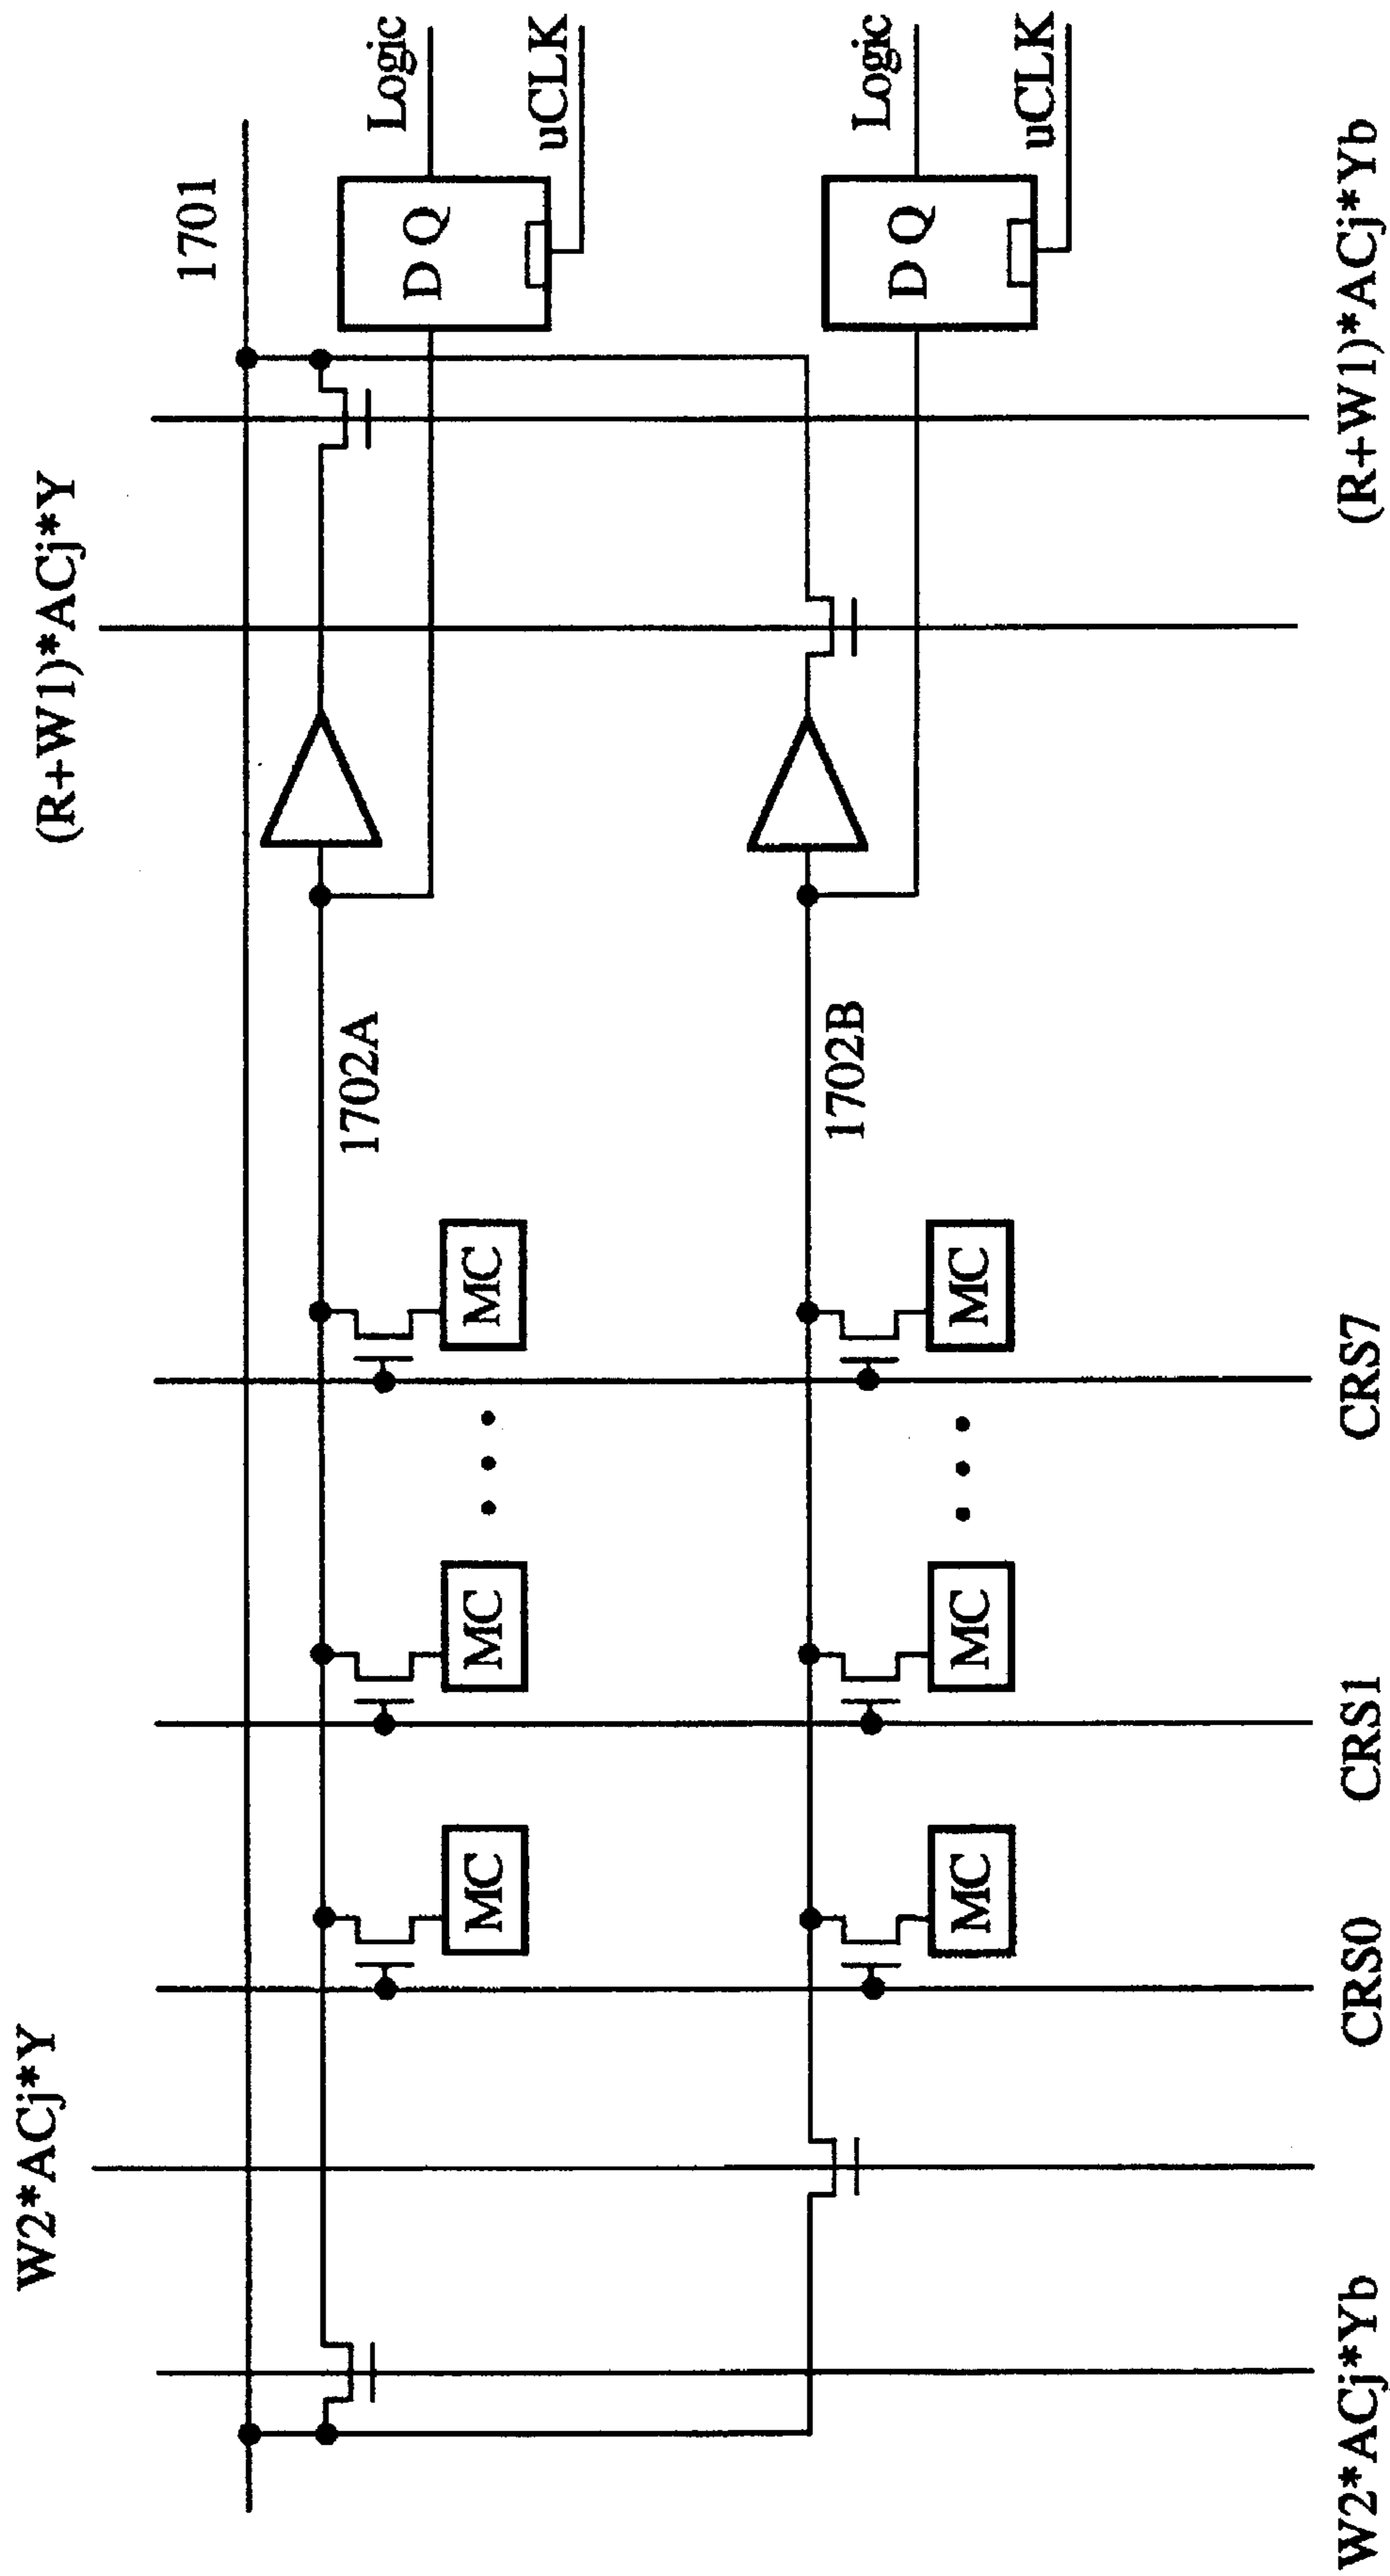 W2*ACj*Y
(R+W1)*ACj*Y
1701
Logic
D Q
uCLK
1702A
MC
MC
MC
Logic
D Q
uCLK
1702B
MC
MC
MC
W2*ACj*Yb
CRS0
CRS1
CRS7
(R+W1)*ACj*Yb